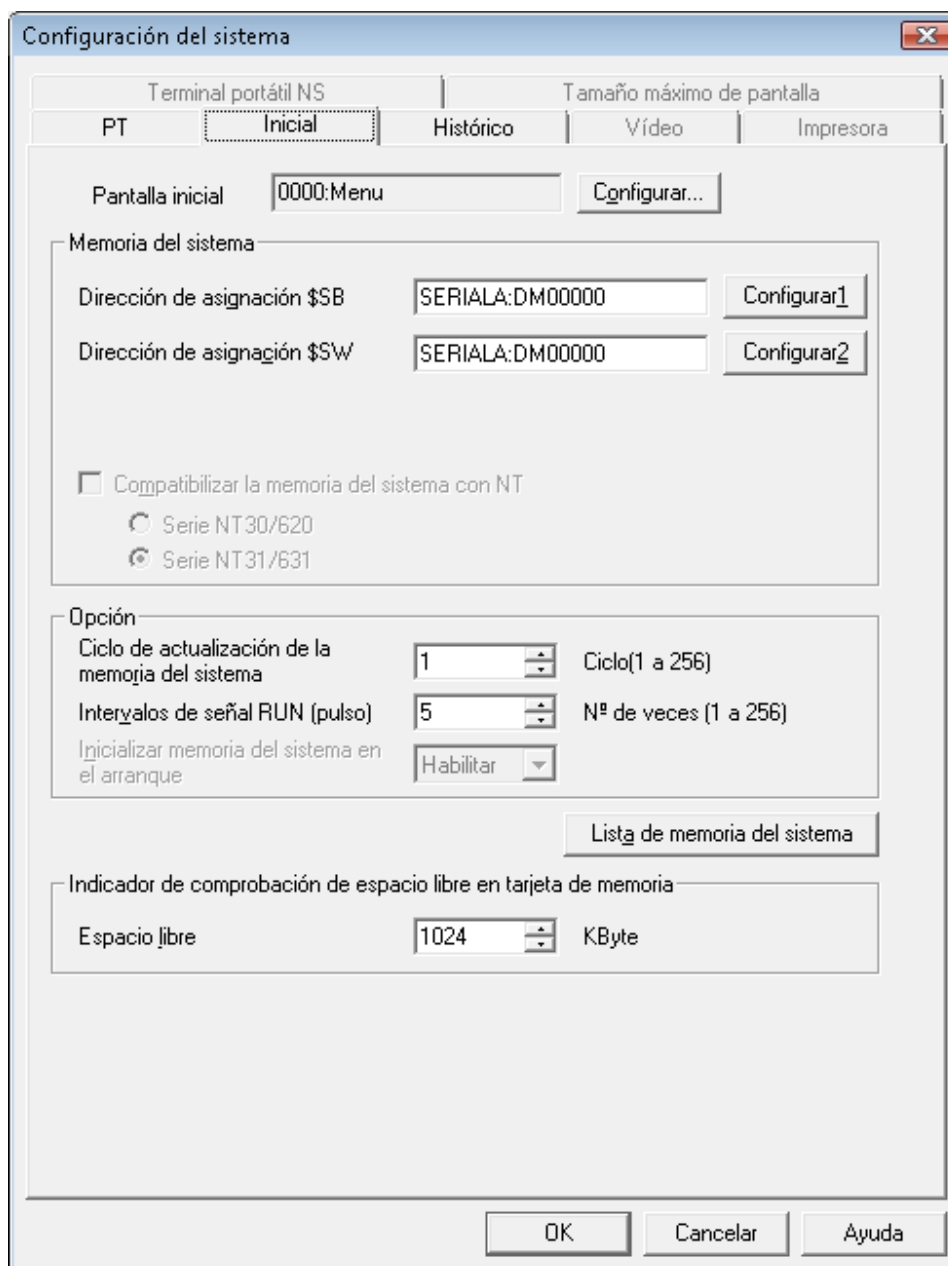 Configuración del sistema
Terminal portátil NS
Tamaño máximo de pantalla
PT
Inicial
Histórico
Vídeo
Impresora
Pantalla inicial
0000:Menu
Configurar...
Memoria del sistema
Dirección de asignación $SB
SERIALA:DM00000
Configurar1
Dirección de asignación $SW
SERIALA:DM00000
Configurar2
Compatibilizar la memoria del sistema con NT
Serie NT30/620
Serie NT31/631
Opción
Ciclo de actualización de la
memoria del sistema
1
Ciclo(1 a 256)
Intervalos de señal RUN (pulso)
5
Nº de veces (1 a 256)
Inicializar memoria del sistema en
el arranque
Habilitar
Lista de memoria del sistema
Indicador de comprobación de espacio libre en tarjeta de memoria
Espacio libre
1024
KByte
OK
Cancelar
Ayuda